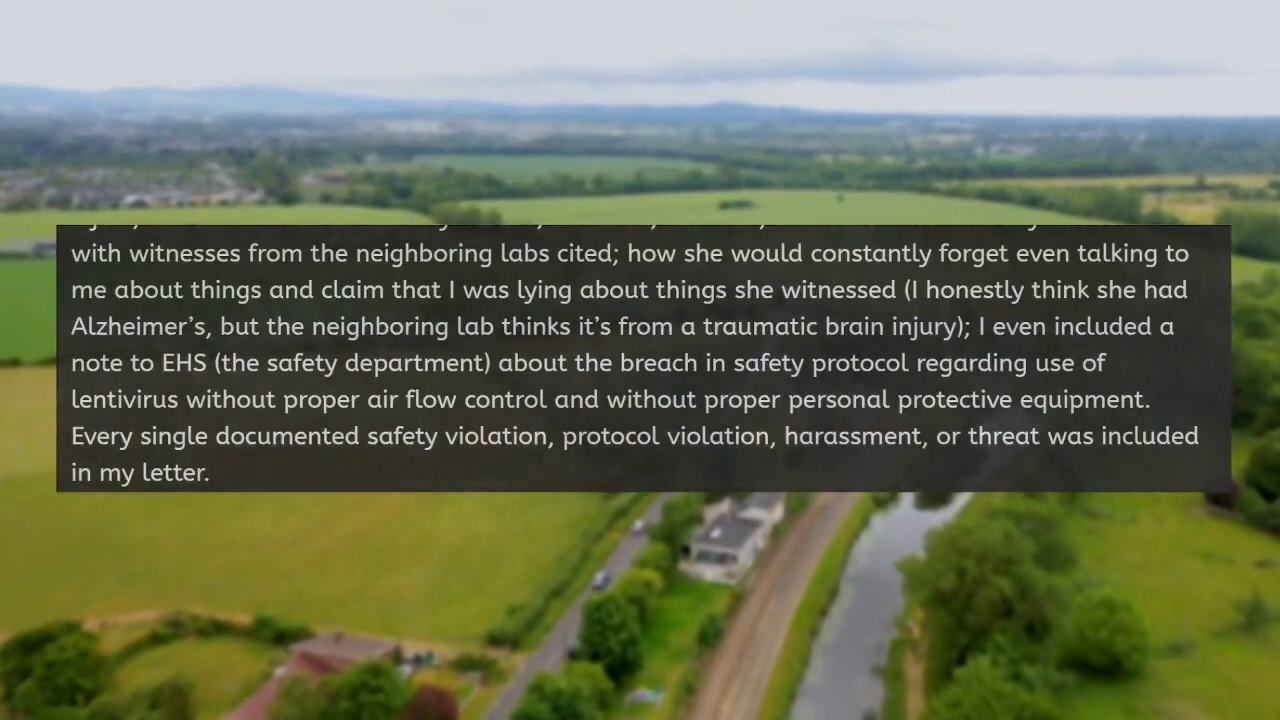 with witnesses from the neighboring labs cited; how she would constantly forget even talking to
me about things and claim that I was lying about things she witnessed (I honestly think she had
Alzheimer’s, but the neighboring lab thinks it’s from a traumatic brain injury); I even included a
note to EHS (the safety department) about the breach in safety protocol regarding use of
lentivirus without proper air flow control and without proper personal protective equipment.
Every single documented safety violation, protocol violation, harassment, or threat was included
in my letter.